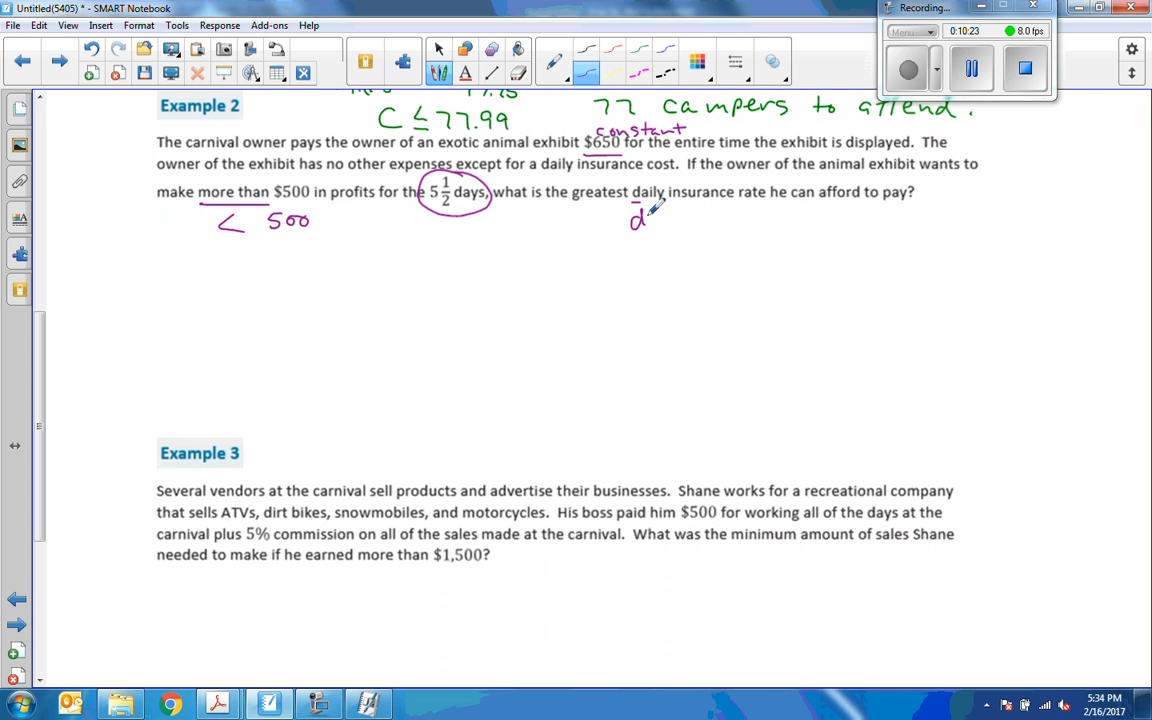 Untitled(5405) * - SMART Notebook
Recording...
File Edit View Insert Format Tools Response Add-ons Help
Menu 0:10:23 8.0 fps
Example 2
C ≤ 77.99
77 campers to attend.
constant
The carnival owner pays the owner of an exotic animal exhibit $650 for the entire time the exhibit is displayed. The
owner of the exhibit has no other expenses except for a daily insurance cost. If the owner of the animal exhibit wants to
make more than $500 in profits for the 5 1/2 days, what is the greatest daily insurance rate he can afford to pay?
< 500
d
Example 3
Several vendors at the carnival sell products and advertise their businesses. Shane works for a recreational company
that sells ATVs, dirt bikes, snowmobiles, and motorcycles. His boss paid him $500 for working all of the days at the
carnival plus 5% commission on all of the sales made at the carnival. What was the minimum amount of sales Shane
needed to make if he earned more than $1,500?
5:34 PM
2/16/2017